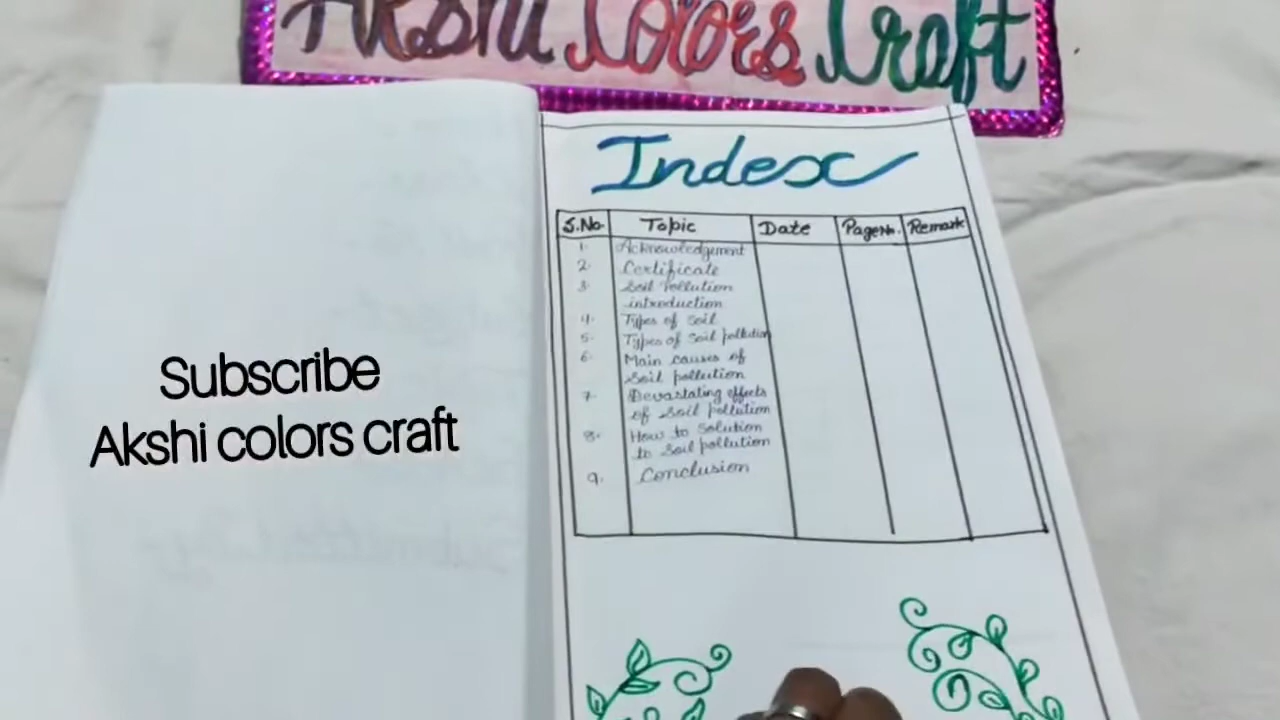 Akshi Colors Craft
Index
S.No. Topic Date Page No. Remark
1. Acknowledgement
2. Certificate
3. Soil Pollution
introduction
4. Types of soil
5. Types of soil pollution
6. Main causes of
soil pollution
7. Devastating effects
of soil pollution
8. How to Solution
to soil pollution
9. Conclusion
Subscribe
Akshi colors craft